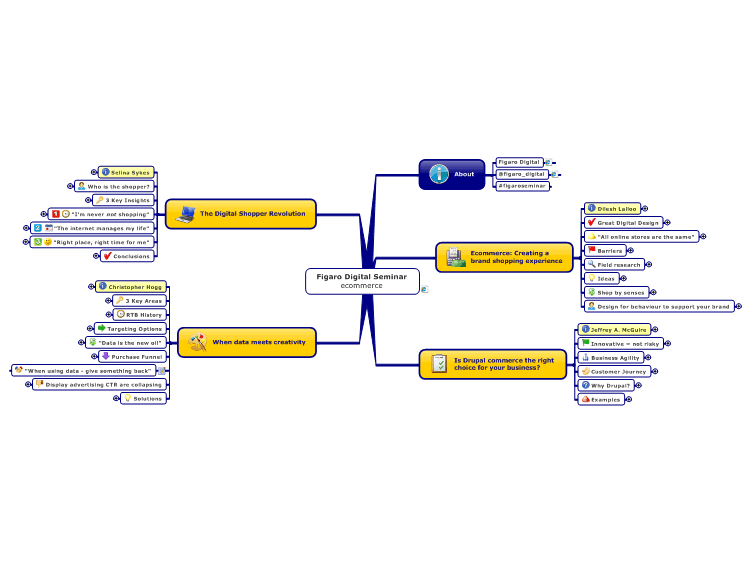 Figaro Digital Seminar
ecommerce
About
Figaro Digital
@figaro_digital
#figaroseminar
Ecommerce: Creating a
brand shopping experience
Dilesh Lalloo
Great Digital Design
"All online stores are the same"
Barriers
Field research
Ideas
Shop by senses
Design for behaviour to support your brand
Is Drupal commerce the right
choice for your business?
Jeffrey A. McGuire
Innovative = not risky
Business Agility
Customer Journey
Why Drupal?
Examples
The Digital Shopper Revolution
Selina Sykes
Who is the shopper?
3 Key Insights
1 "I'm never not shopping"
2 "The internet manages my life"
3 "Right place, right time for me"
Conclusions
When data meets creativity
Christopher Hogg
3 Key Areas
RTB History
Targeting Options
"Data is the new oil"
Purchase Funnel
"When using data - give something back"
Display advertising CTR are collapsing
Solutions